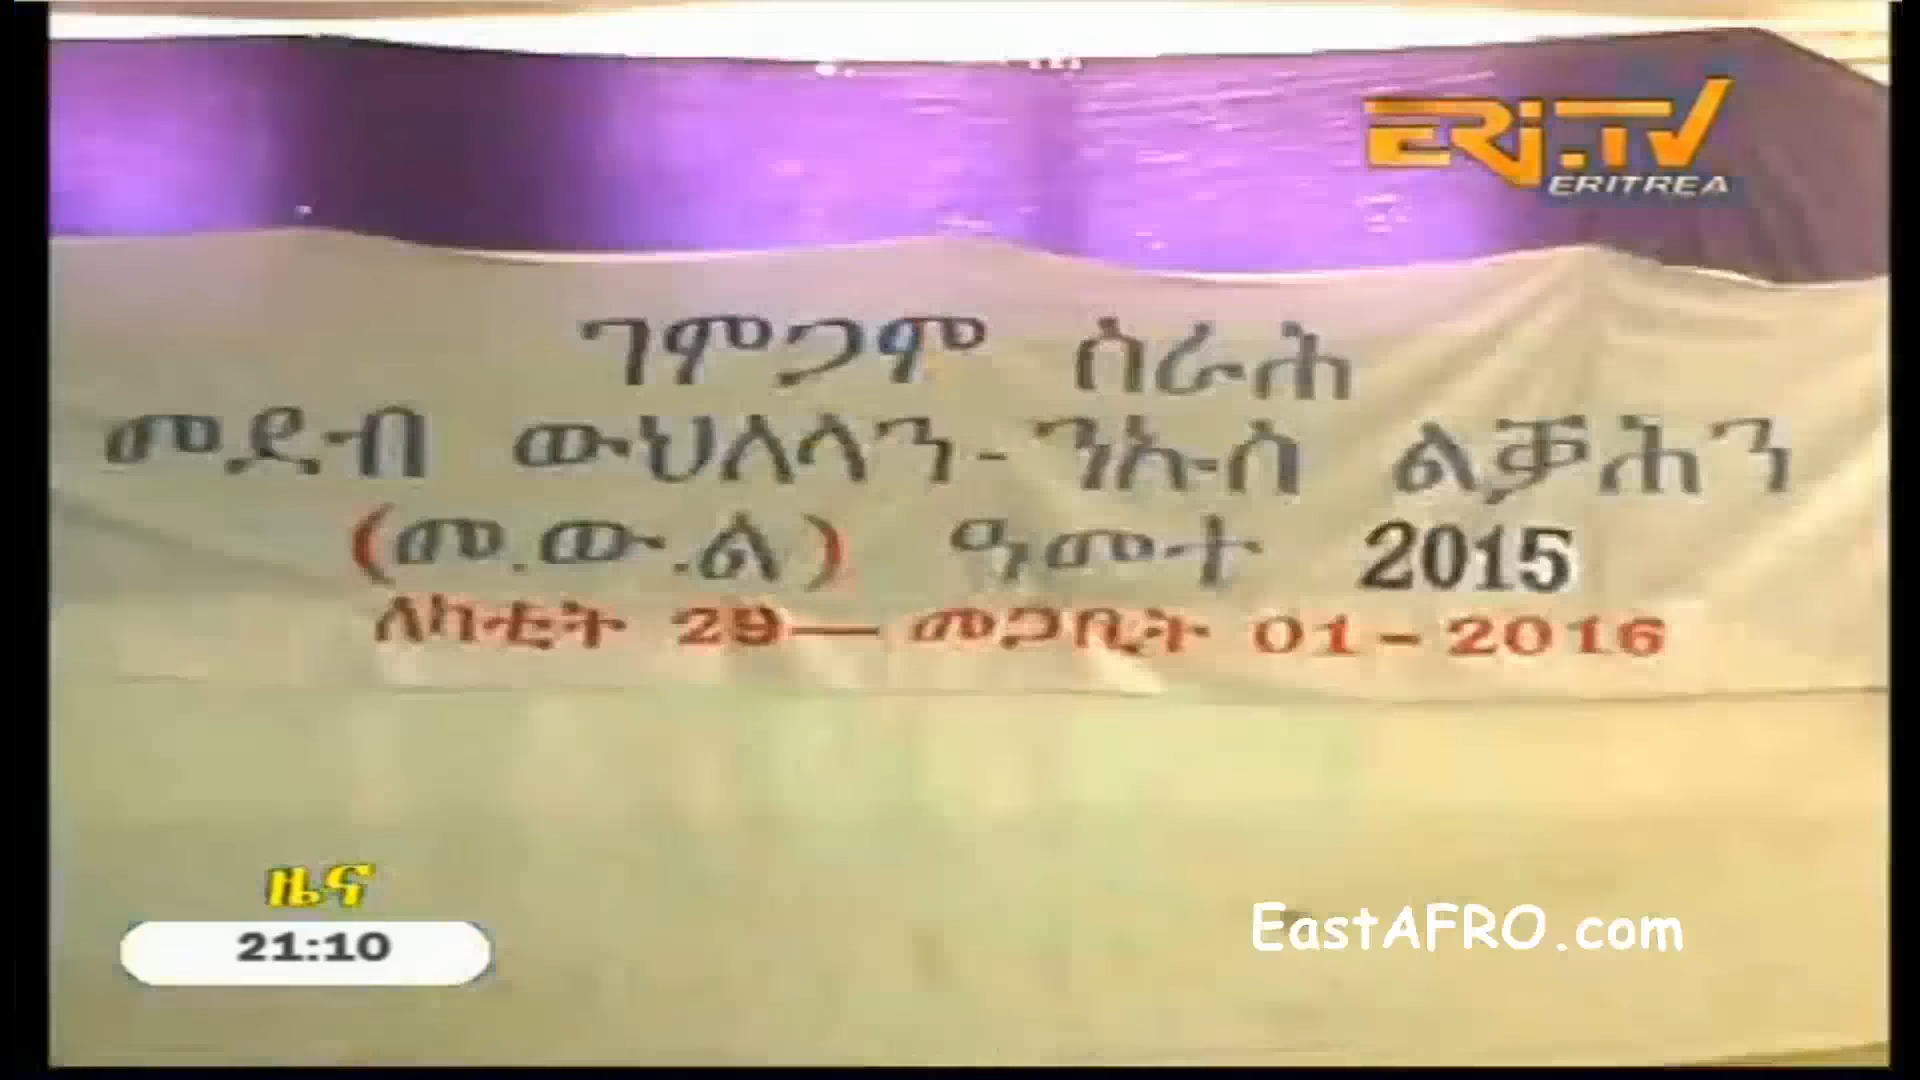 ERi.TV
ERITREA
ገምጋም ስራሕ
መደብ ውህለላን-ንኡስ ልቓሕን
(መ.ው.ል) ዓመተ 2015
ለካቲት 29—መጋቢት 01-2016
ዜና
21:10
EastAFRO.com